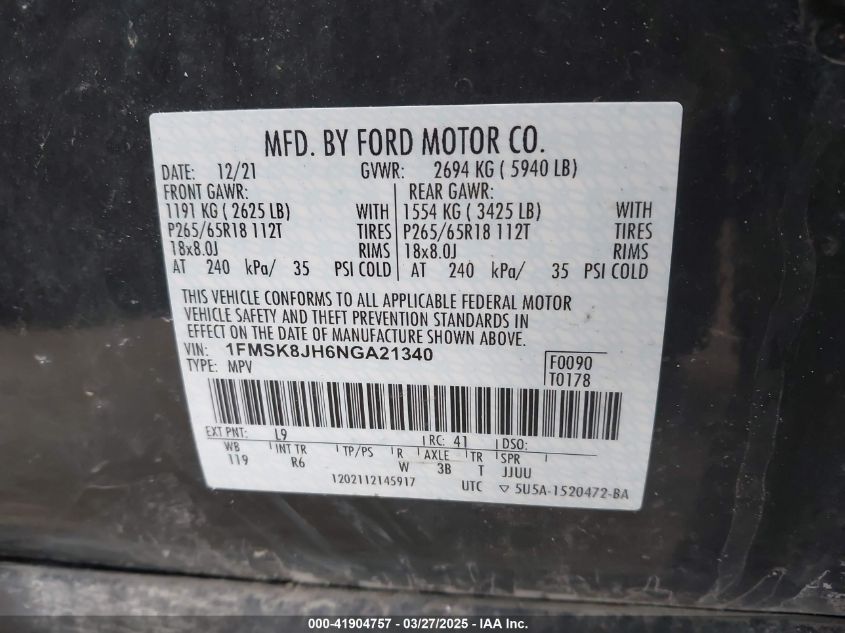 MFD. BY FORD MOTOR CO.
DATE: 12/21 GVWR: 2694 KG ( 5940 LB)
FRONT GAWR: REAR GAWR:
1191 KG ( 2625 LB) WITH 1554 KG ( 3425 LB) WITH
P265/65R18 112T TIRES P265/65R18 112T TIRES
18x8.0J RIMS 18x8.0J RIMS
AT 240 kPa/ 35 PSI COLD AT 240 kPa/ 35 PSI COLD
THIS VEHICLE CONFORMS TO ALL APPLICABLE FEDERAL MOTOR
VEHICLE SAFETY AND THEFT PREVENTION STANDARDS IN
EFFECT ON THE DATE OF MANUFACTURE SHOWN ABOVE.
VIN: 1FMSK8JH6NGA21340
TYPE: MPV
F0090
T0178
EXT PNT: L9 RC: 41 DSO:
WB INT TR TP/PS R AXLE TR SPR
119 R6 W 3B T JJUU
1202112145917 UTC ▽ 5U5A-1520472-BA
000-41904757 - 03/27/2025 - IAAI.com.